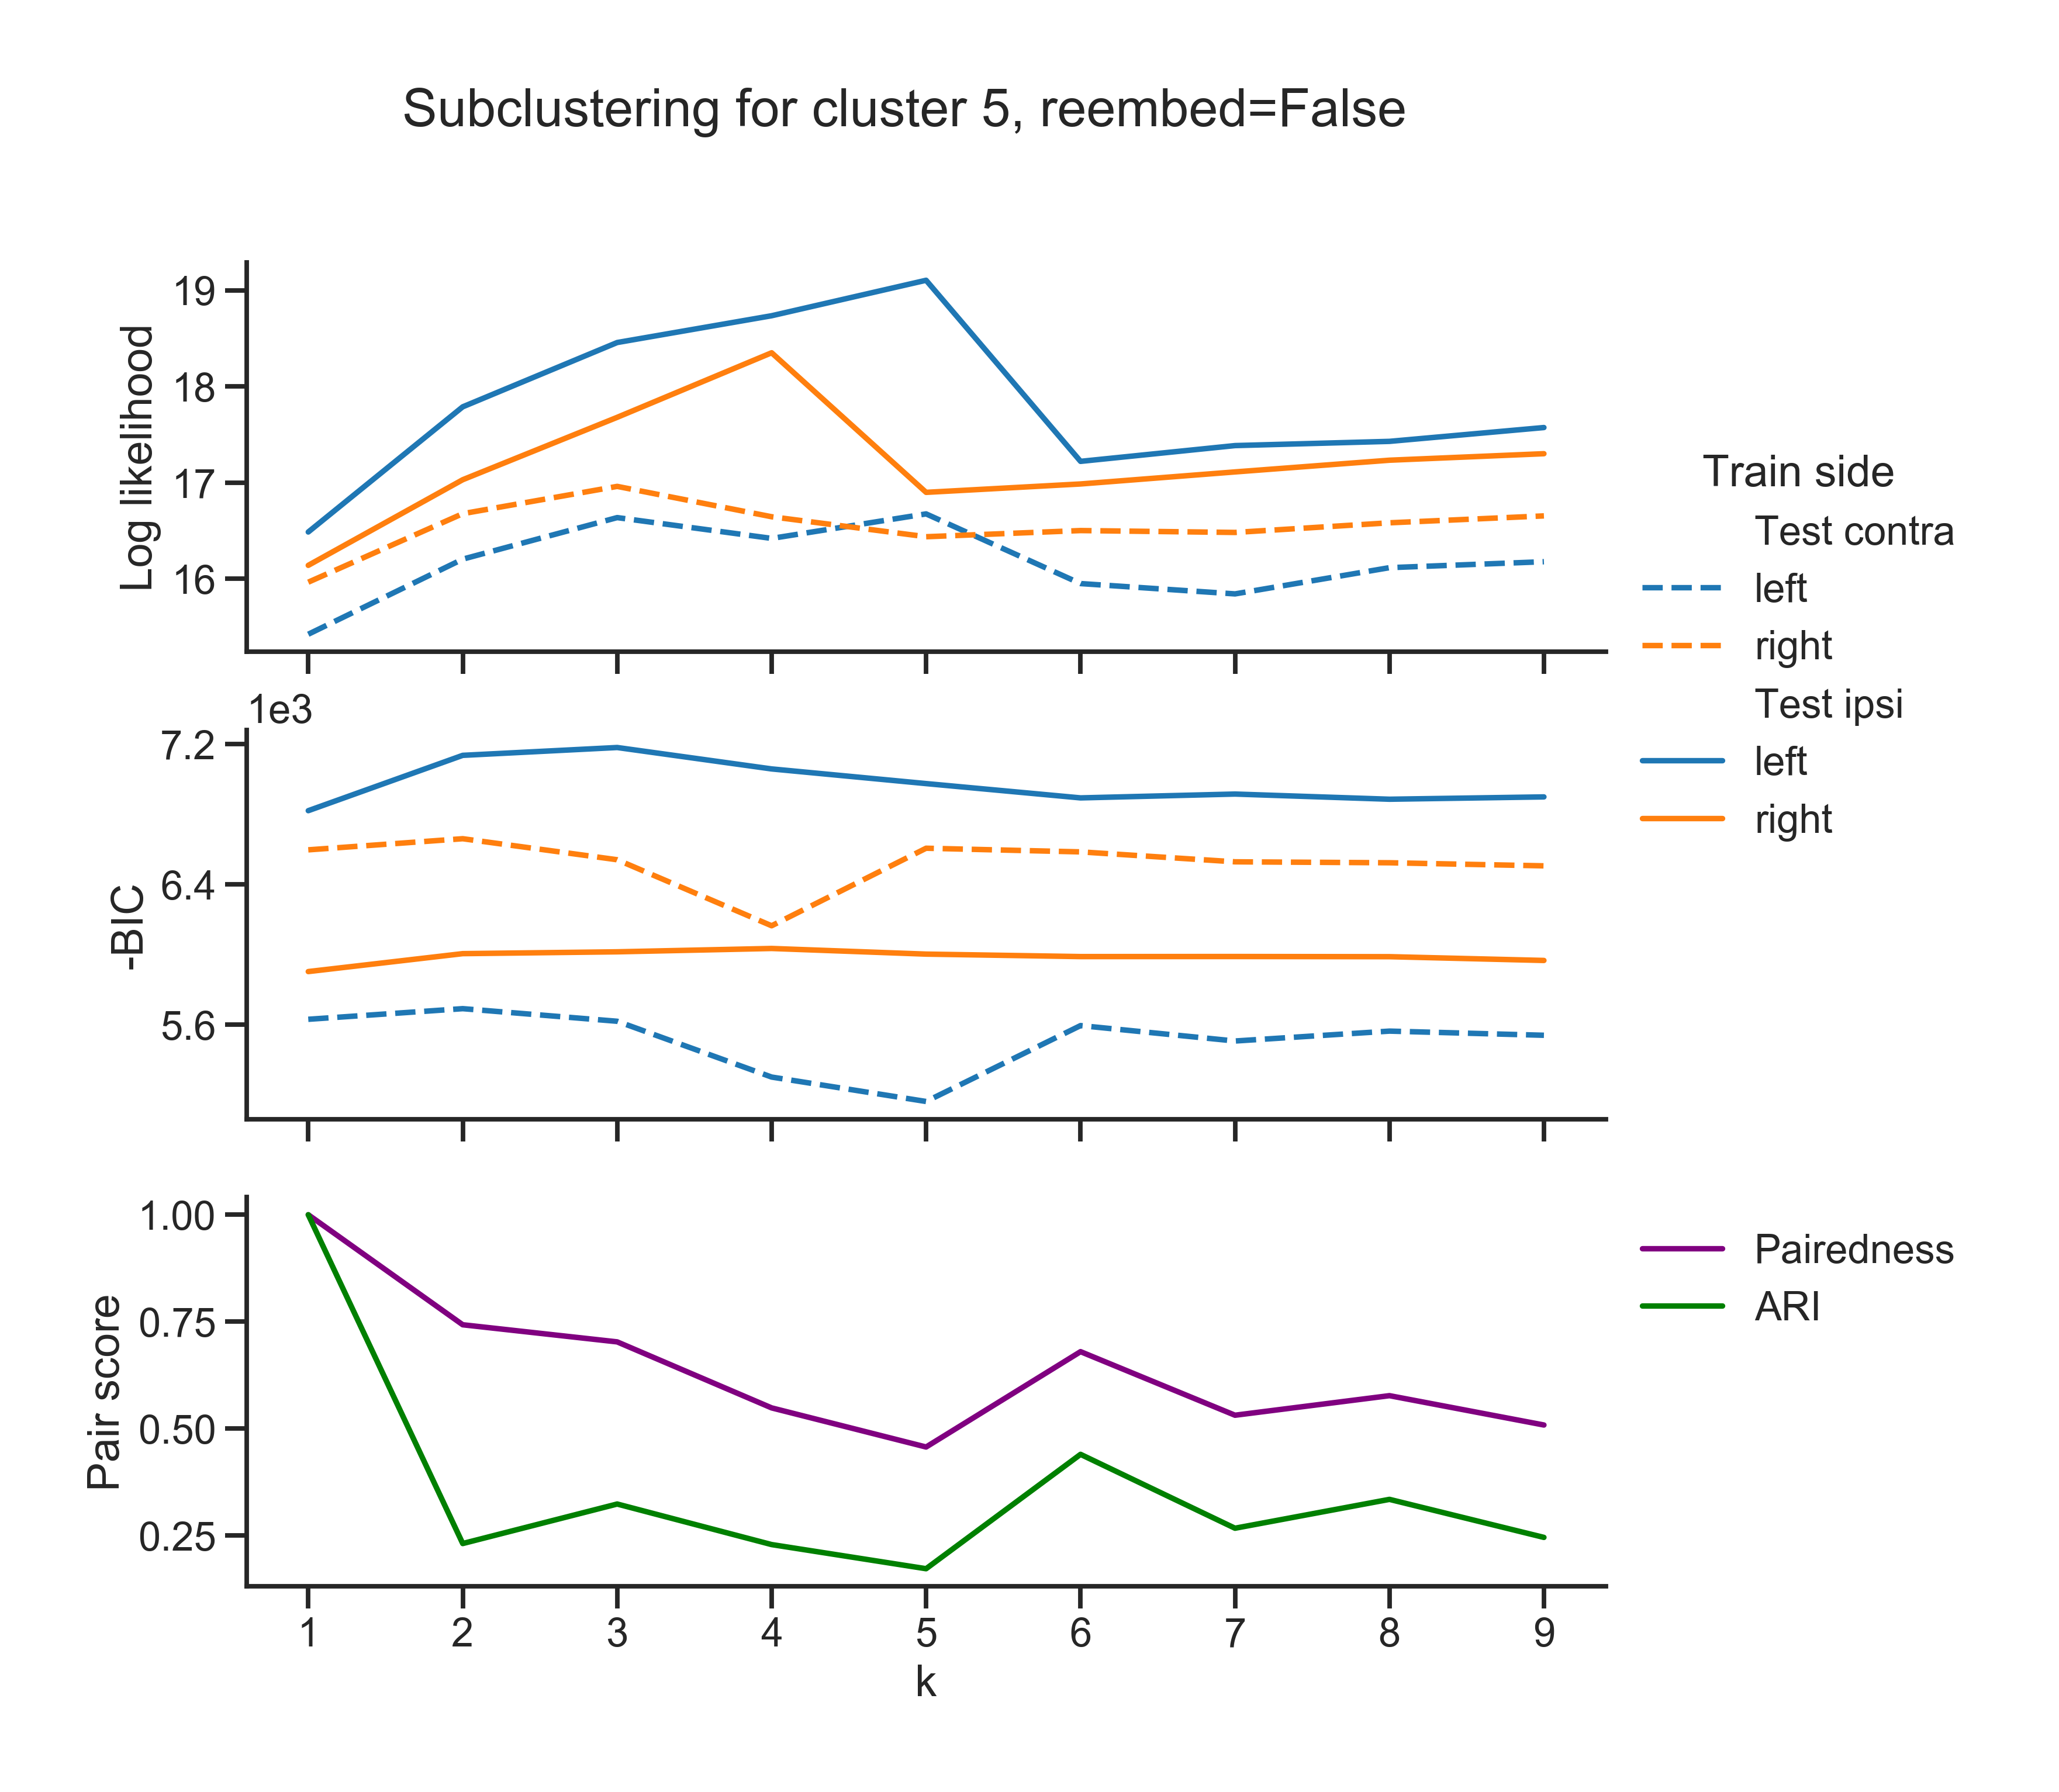 Subclustering for cluster 5, reembed=False
Log likelihood
19
18
17
16
Train side
Test contra
left
right
Test ipsi
left
right
1e3
-BIC
7.2
6.4
5.6
Pair score
1.00
0.75
0.50
0.25
Pairedness
ARI
1 2 3 4 5 6 7 8 9
k